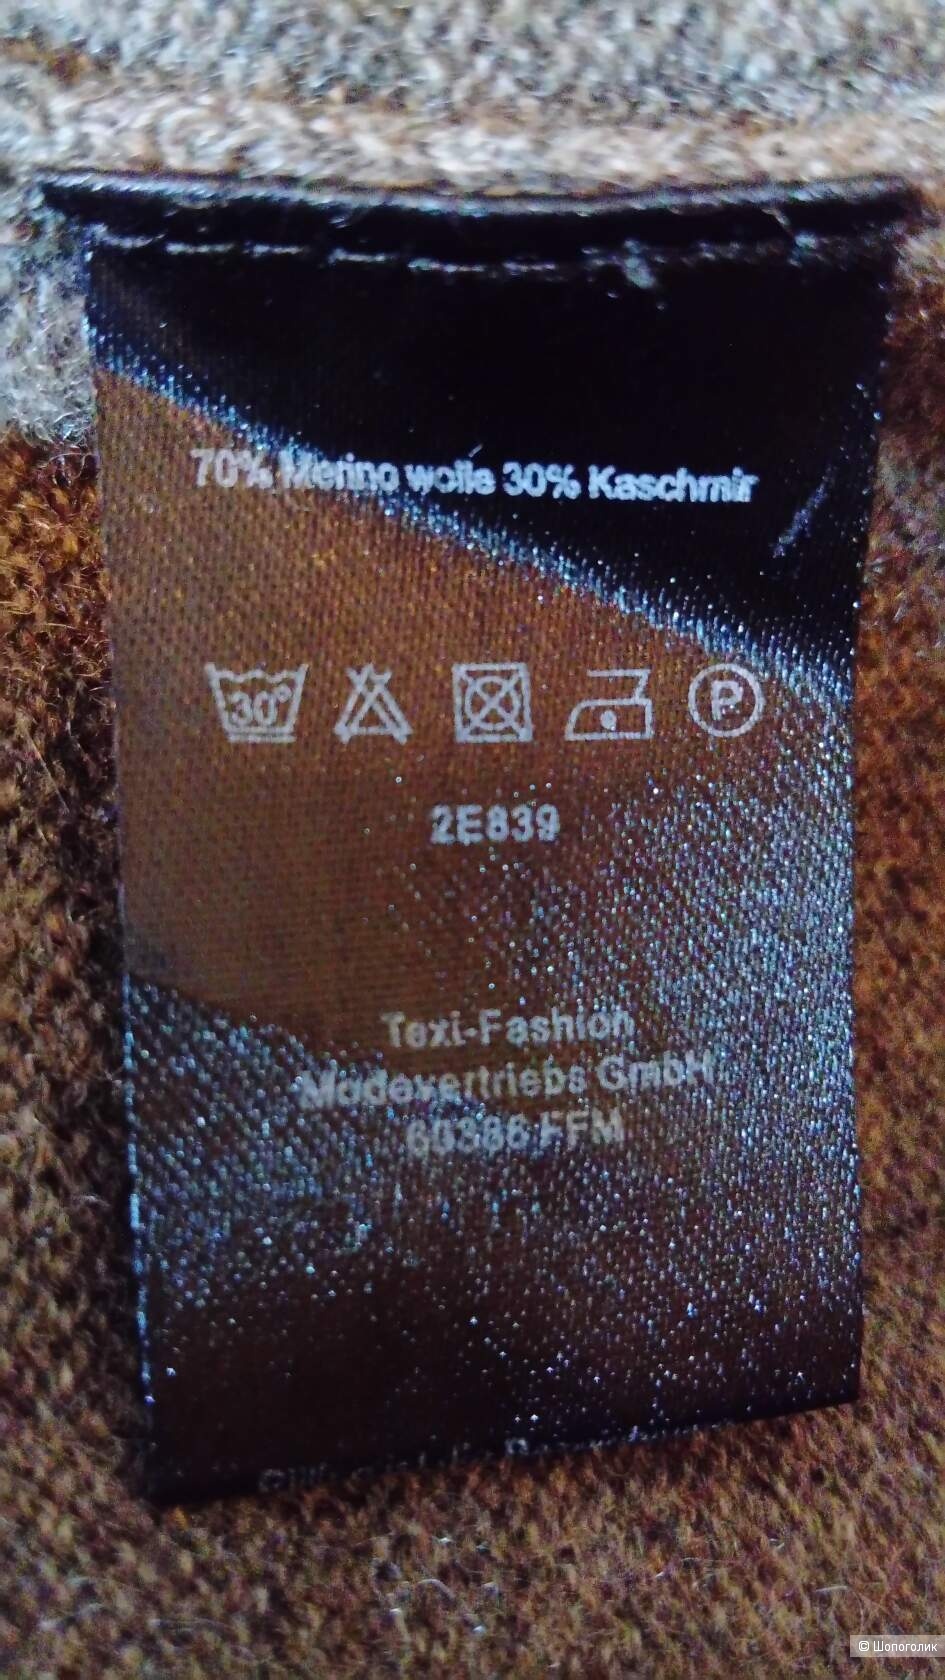 70% Merino wolle 30% Kaschmir
30°
P
2E839
Texi-Fashion
Modevertriebs GmbH
60386 FFM
© Шопоголик